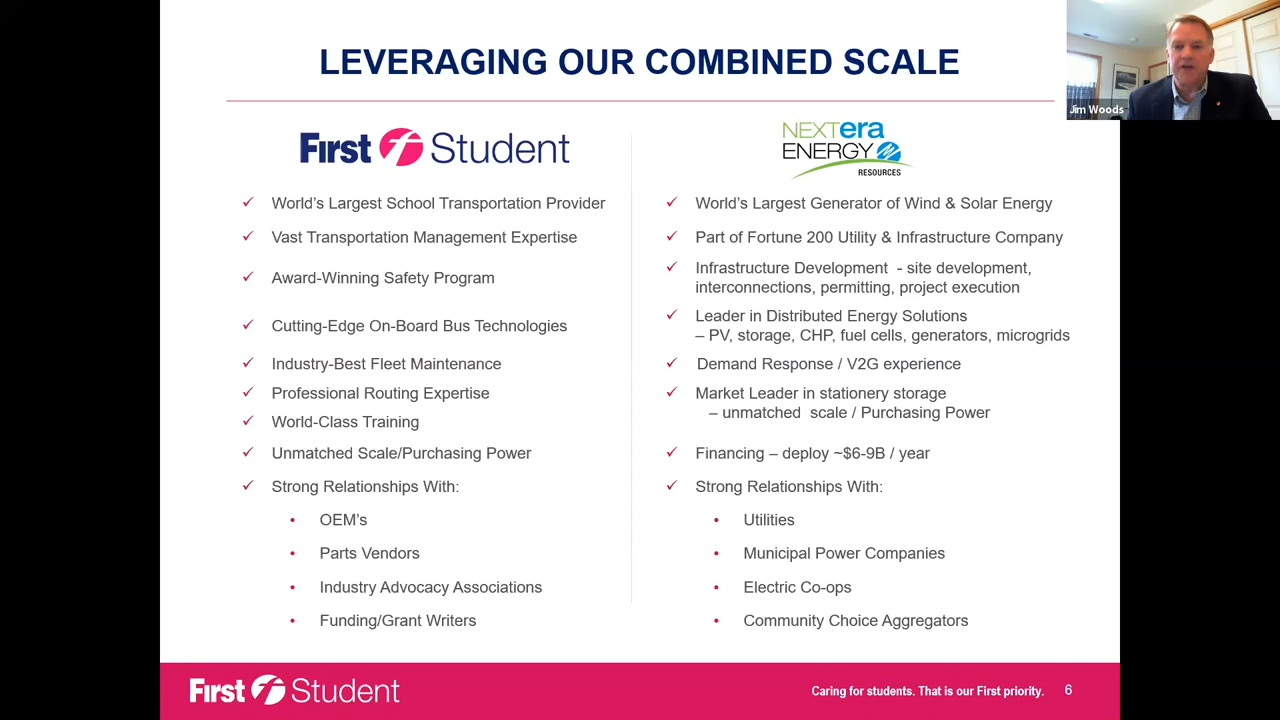 LEVERAGING OUR COMBINED SCALE
Jim Woods
First Student
World's Largest School Transportation Provider
Vast Transportation Management Expertise
Award-Winning Safety Program
Cutting-Edge On-Board Bus Technologies
Industry-Best Fleet Maintenance
Professional Routing Expertise
World-Class Training
Unmatched Scale/Purchasing Power
Strong Relationships With:
OEM's
Parts Vendors
Industry Advocacy Associations
Funding/Grant Writers
NEXTera
ENERGY
RESOURCES
World's Largest Generator of Wind & Solar Energy
Part of Fortune 200 Utility & Infrastructure Company
Infrastructure Development - site development,
interconnections, permitting, project execution
Leader in Distributed Energy Solutions
– PV, storage, CHP, fuel cells, generators, microgrids
Demand Response / V2G experience
Market Leader in stationery storage
– unmatched scale / Purchasing Power
Financing – deploy ~$6-9B / year
Strong Relationships With:
Utilities
Municipal Power Companies
Electric Co-ops
Community Choice Aggregators
First Student
Caring for students. That is our First priority. 6